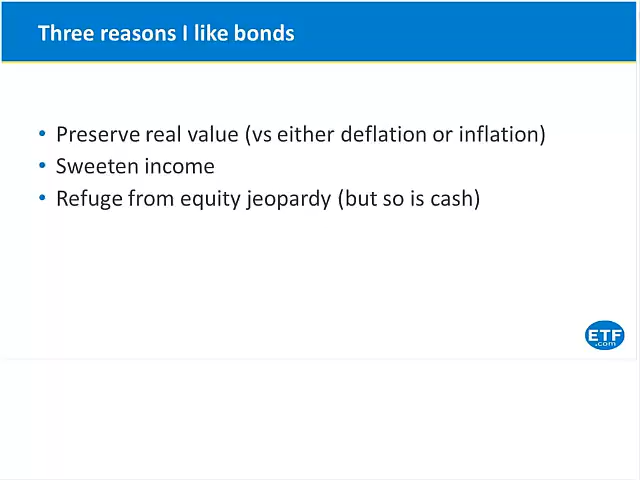 Three reasons I like bonds
• Preserve real value (vs either deflation or inflation)
• Sweeten income
• Refuge from equity jeopardy (but so is cash)
ETF
.com